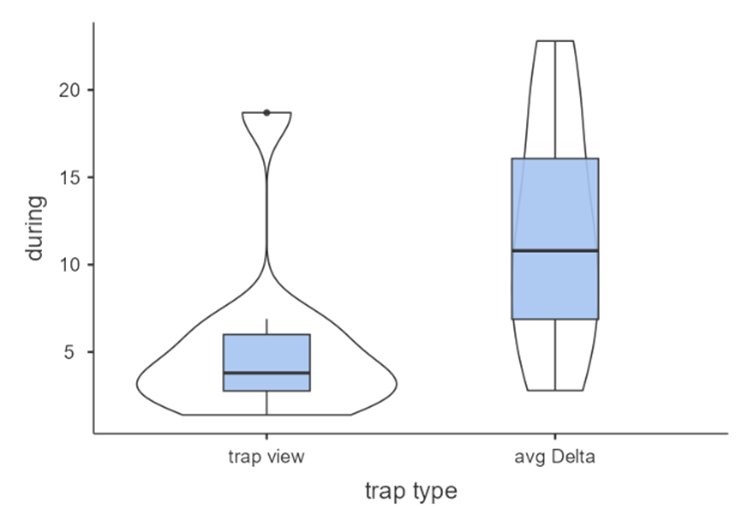 during
20
15
10
5
trap view
avg Delta
trap type